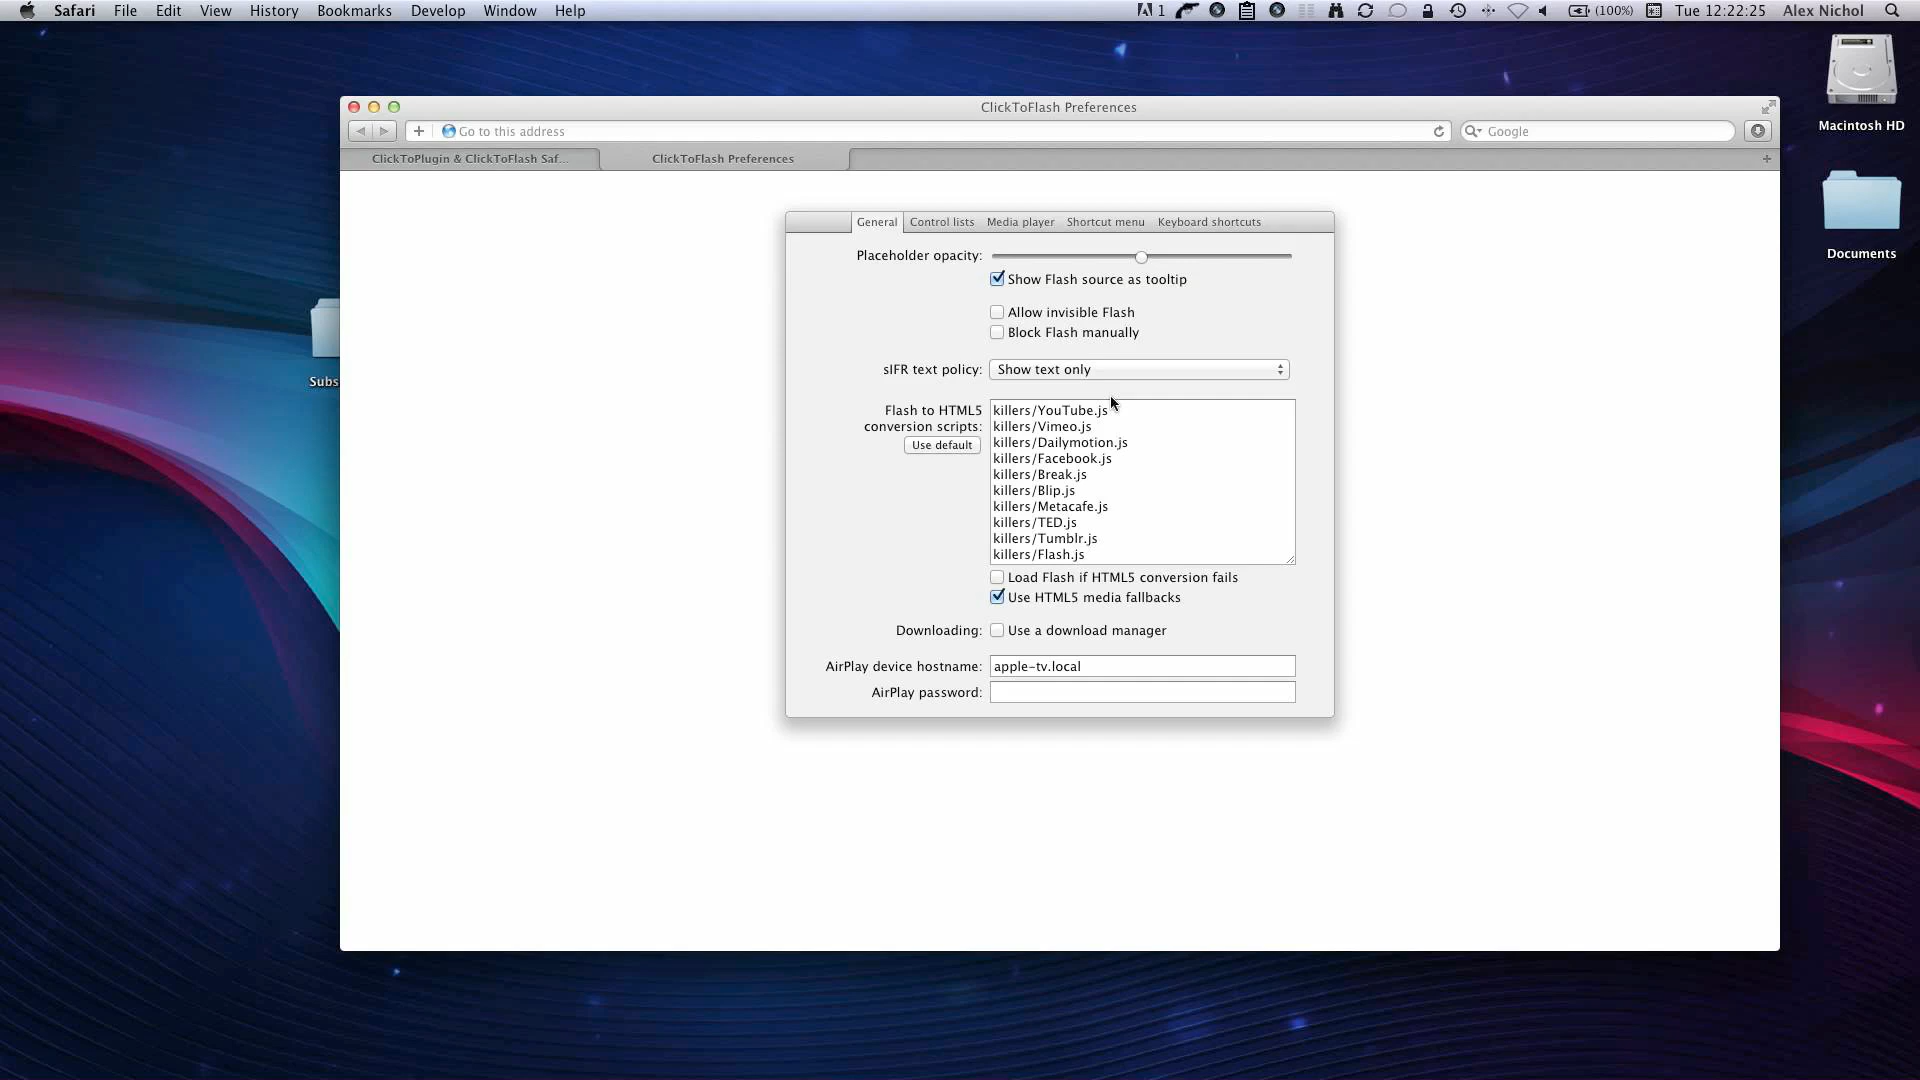 Safari File Edit View History Bookmarks Develop Window Help 1 (100%) Tue 12:22:25 Alex Nichol
Macintosh HD
Documents
Subs
ClickToFlash Preferences
Go to this address
Google
ClickToPlugin & ClickToFlash Saf...
ClickToFlash Preferences
General Control lists Media player Shortcut menu Keyboard shortcuts
Placeholder opacity:
Show Flash source as tooltip
Allow invisible Flash
Block Flash manually
sIFR text policy: Show text only
Flash to HTML5
conversion scripts:
Use default
killers/YouTube.js
killers/Vimeo.js
killers/Dailymotion.js
killers/Facebook.js
killers/Break.js
killers/Blip.js
killers/Metacafe.js
killers/TED.js
killers/Tumblr.js
killers/Flash.js
Load Flash if HTML5 conversion fails
Use HTML5 media fallbacks
Downloading: Use a download manager
AirPlay device hostname: apple-tv.local
AirPlay password: